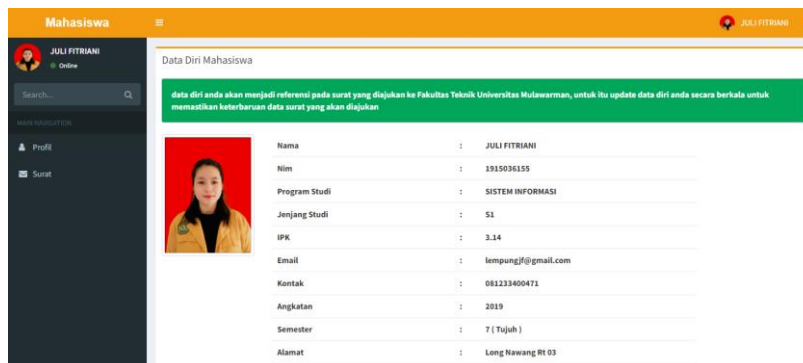 Mahasiswa
JULI FITRIANI
JULI FITRIANI
Online
Search...
MAIN NAVIGATION
Profil
Surat
Data Diri Mahasiswa
data diri anda akan menjadi referensi pada surat yang diajukan ke Fakultas Teknik Universitas Mulawarman, untuk itu update data diri anda secara berkala untuk
memastikan keterbaruan data surat yang akan diajukan
Nama : JULI FITRIANI
Nim : 1915036155
Program Studi : SISTEM INFORMASI
Jenjang Studi : S1
IPK : 3.14
Email : lempungjf@gmail.com
Kontak : 081233400471
Angkatan : 2019
Semester : 7 ( Tujuh )
Alamat : Long Nawang Rt 03